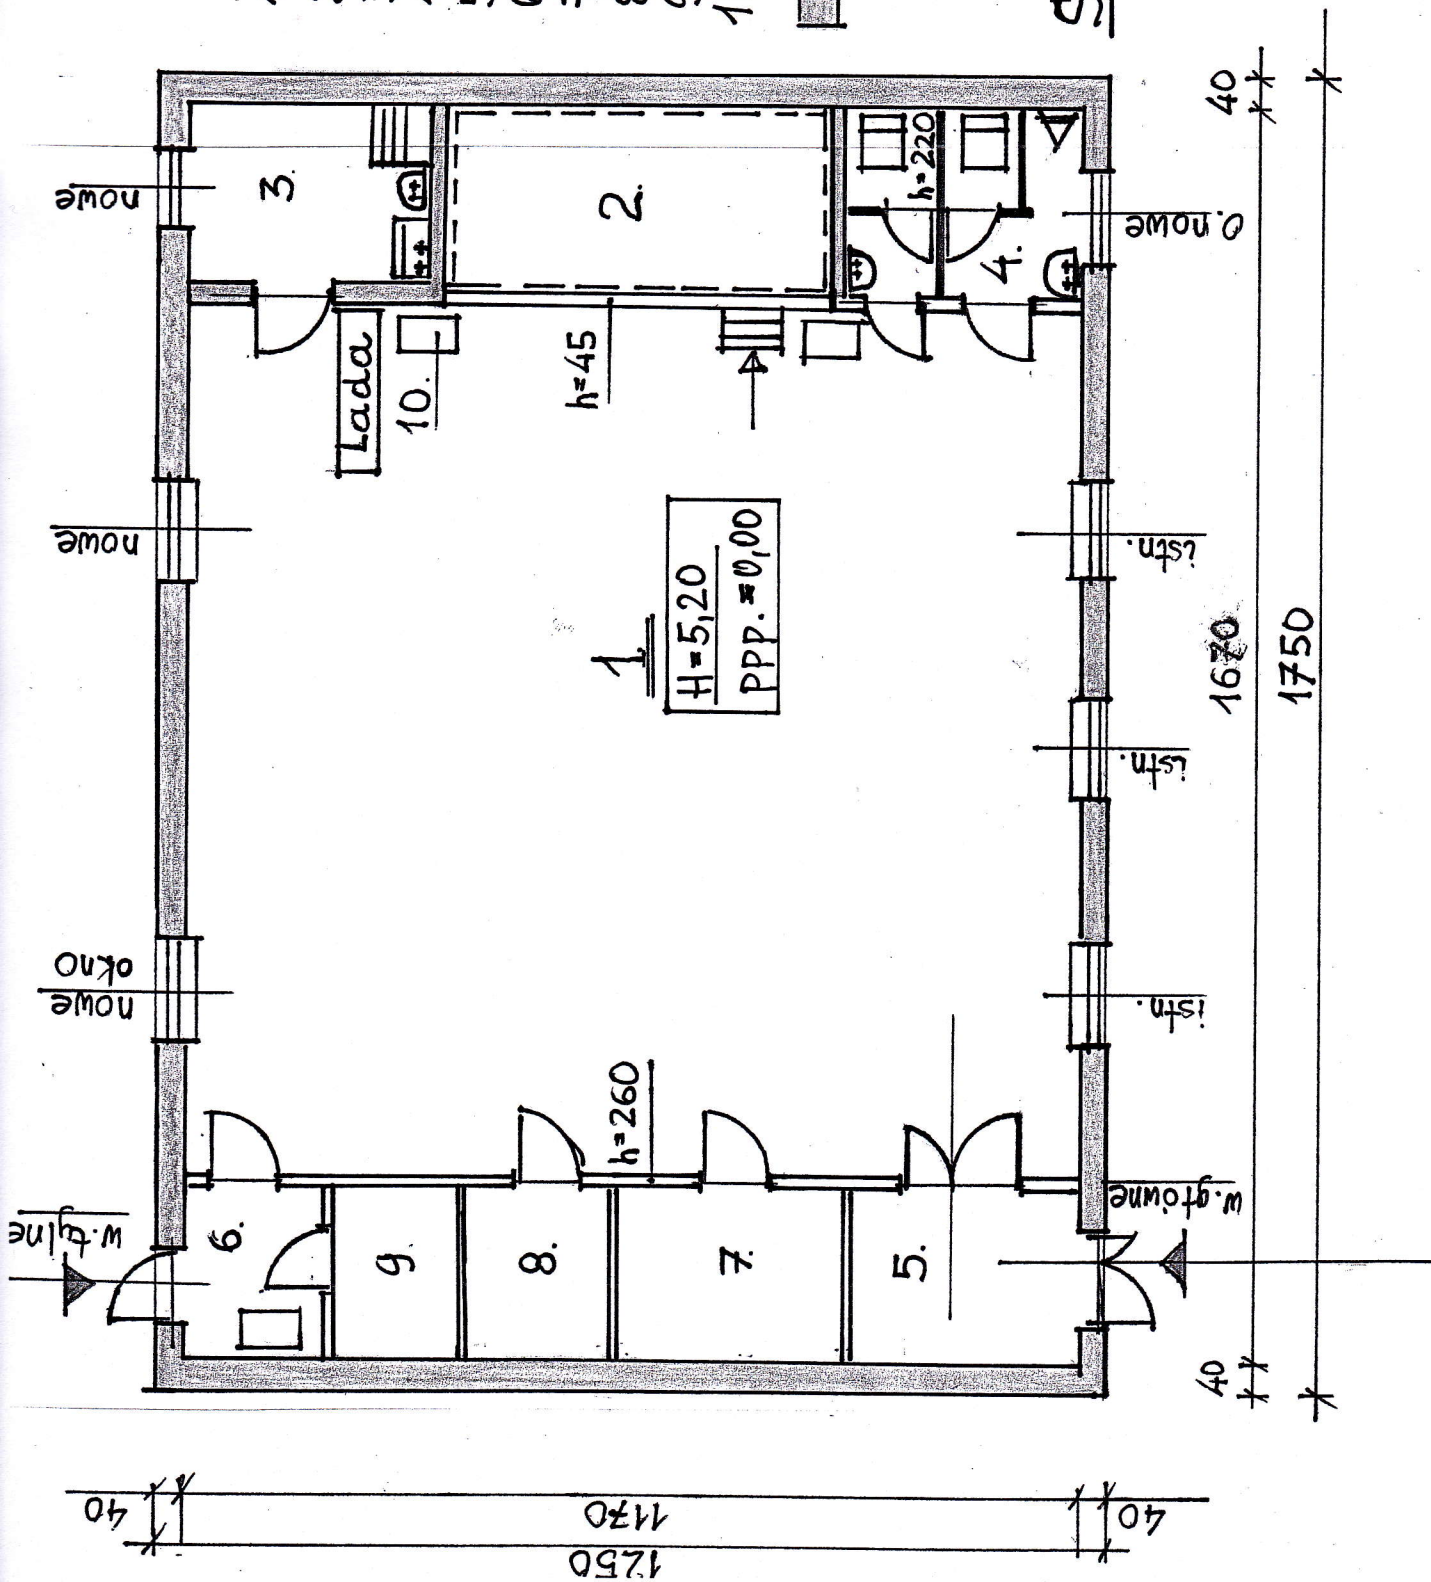 40
nowe
3.
2.
h=220
4.
o. nowe
Lada
10.
h=45
nowe
istn.
1
H=5,20
ppp.=0,00
istn.
1670
1750
okno
nowe
istn.
h=260
w.tylne
6.
9.
8.
7.
5.
w.główne
40
40
1170
40
1250